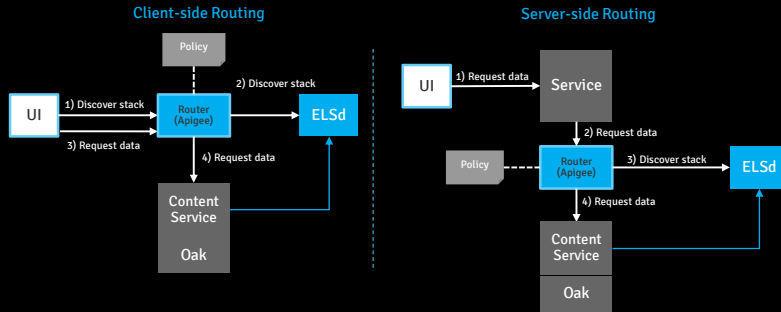 Client-side Routing
Policy
UI
1) Discover stack
3) Request data
Router
(Apigee)
2) Discover stack
ELSd
4) Request data
Content
Service
Oak
Server-side Routing
UI
1) Request data
Service
2) Request data
Policy
Router
(Apigee)
3) Discover stack
ELSd
4) Request data
Content
Service
Oak